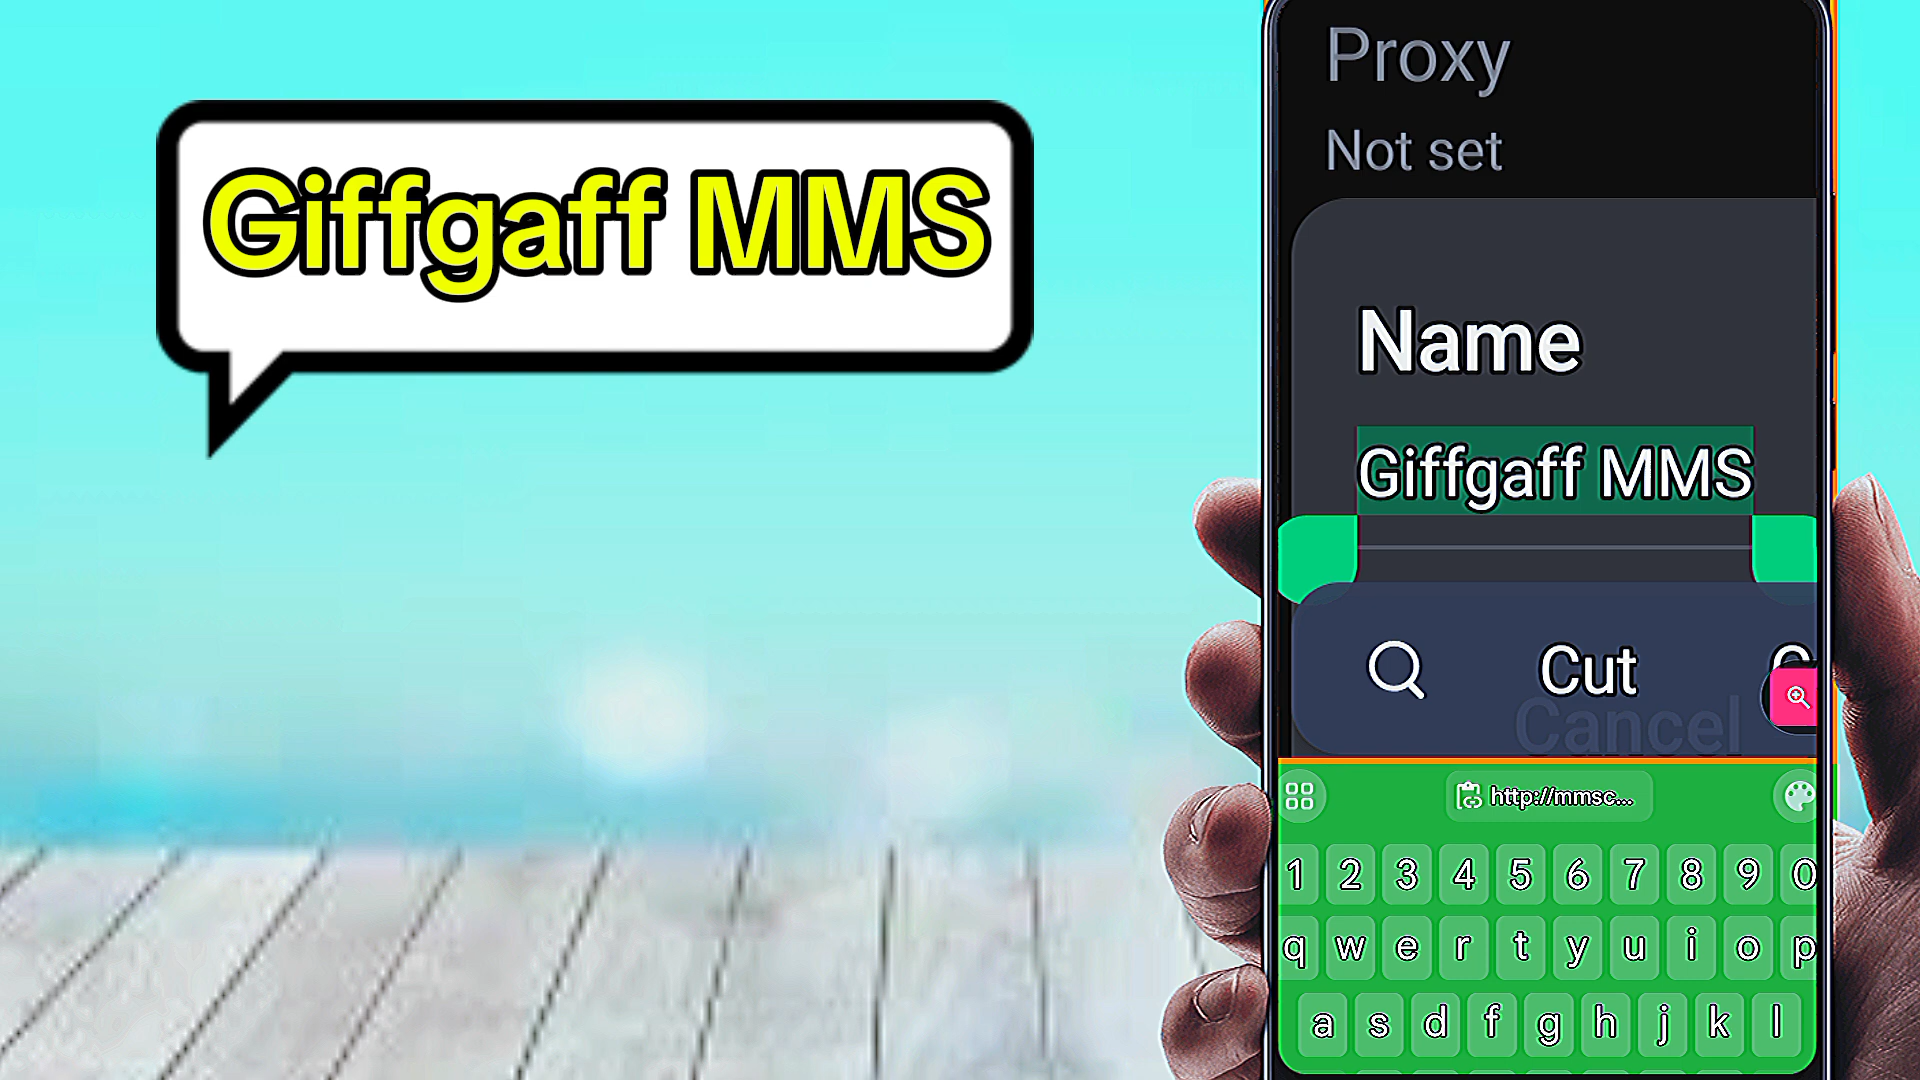 Giffgaff MMS
Proxy
Not set
Name
Giffgaff MMS
Cut
Cancel
http://mmsc...
1 2 3 4 5 6 7 8 9 0
q w e r t y u i o p
a s d f g h j k l